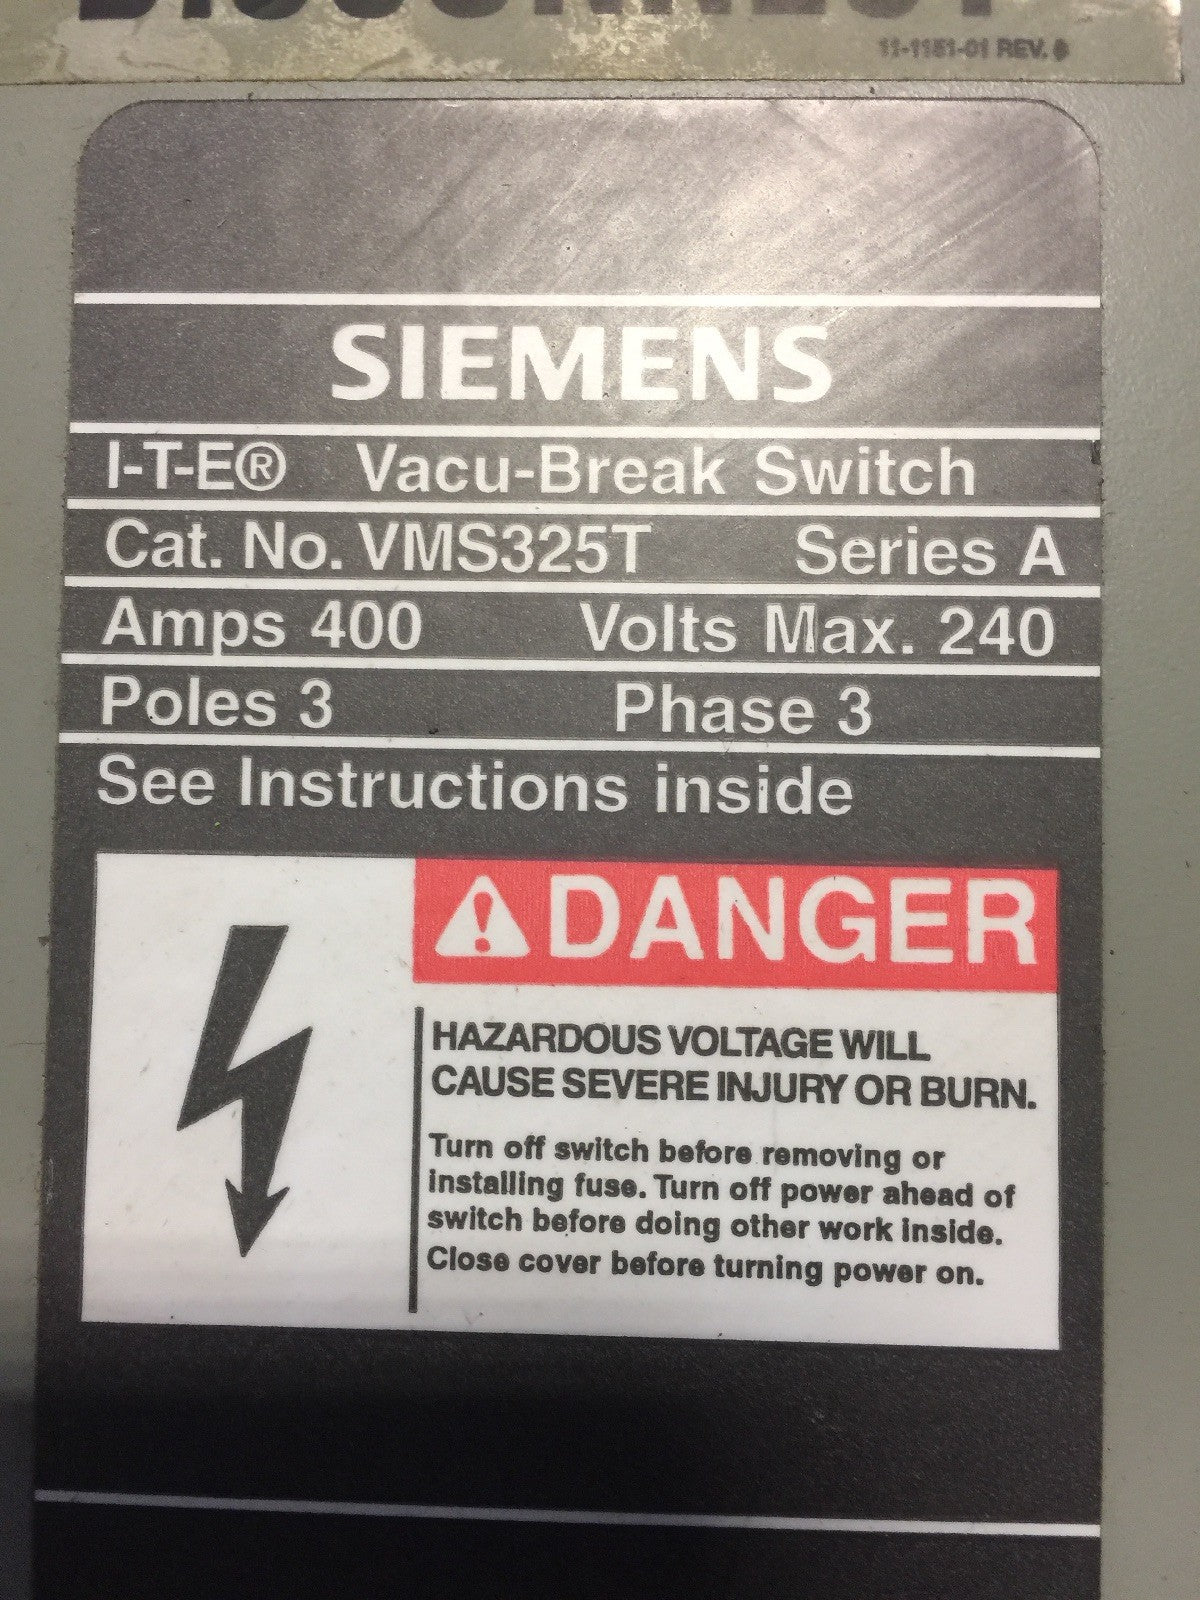 DISCONNECT
11-1151-01 REV.
SIEMENS
I-T-E® Vacu-Break Switch
Cat. No. VMS325T Series A
Amps 400 Volts Max. 240
Poles 3 Phase 3
See Instructions inside
DANGER
HAZARDOUS VOLTAGE WILL
CAUSE SEVERE INJURY OR BURN.
Turn off switch before removing or
installing fuse. Turn off power ahead of
switch before doing other work inside.
Close cover before turning power on.